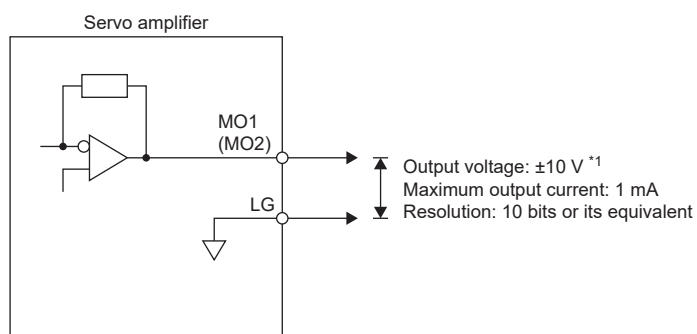 Servo amplifier
MO1
(MO2)
LG
Output voltage: ±10 V *1
Maximum output current: 1 mA
Resolution: 10 bits or its equivalent